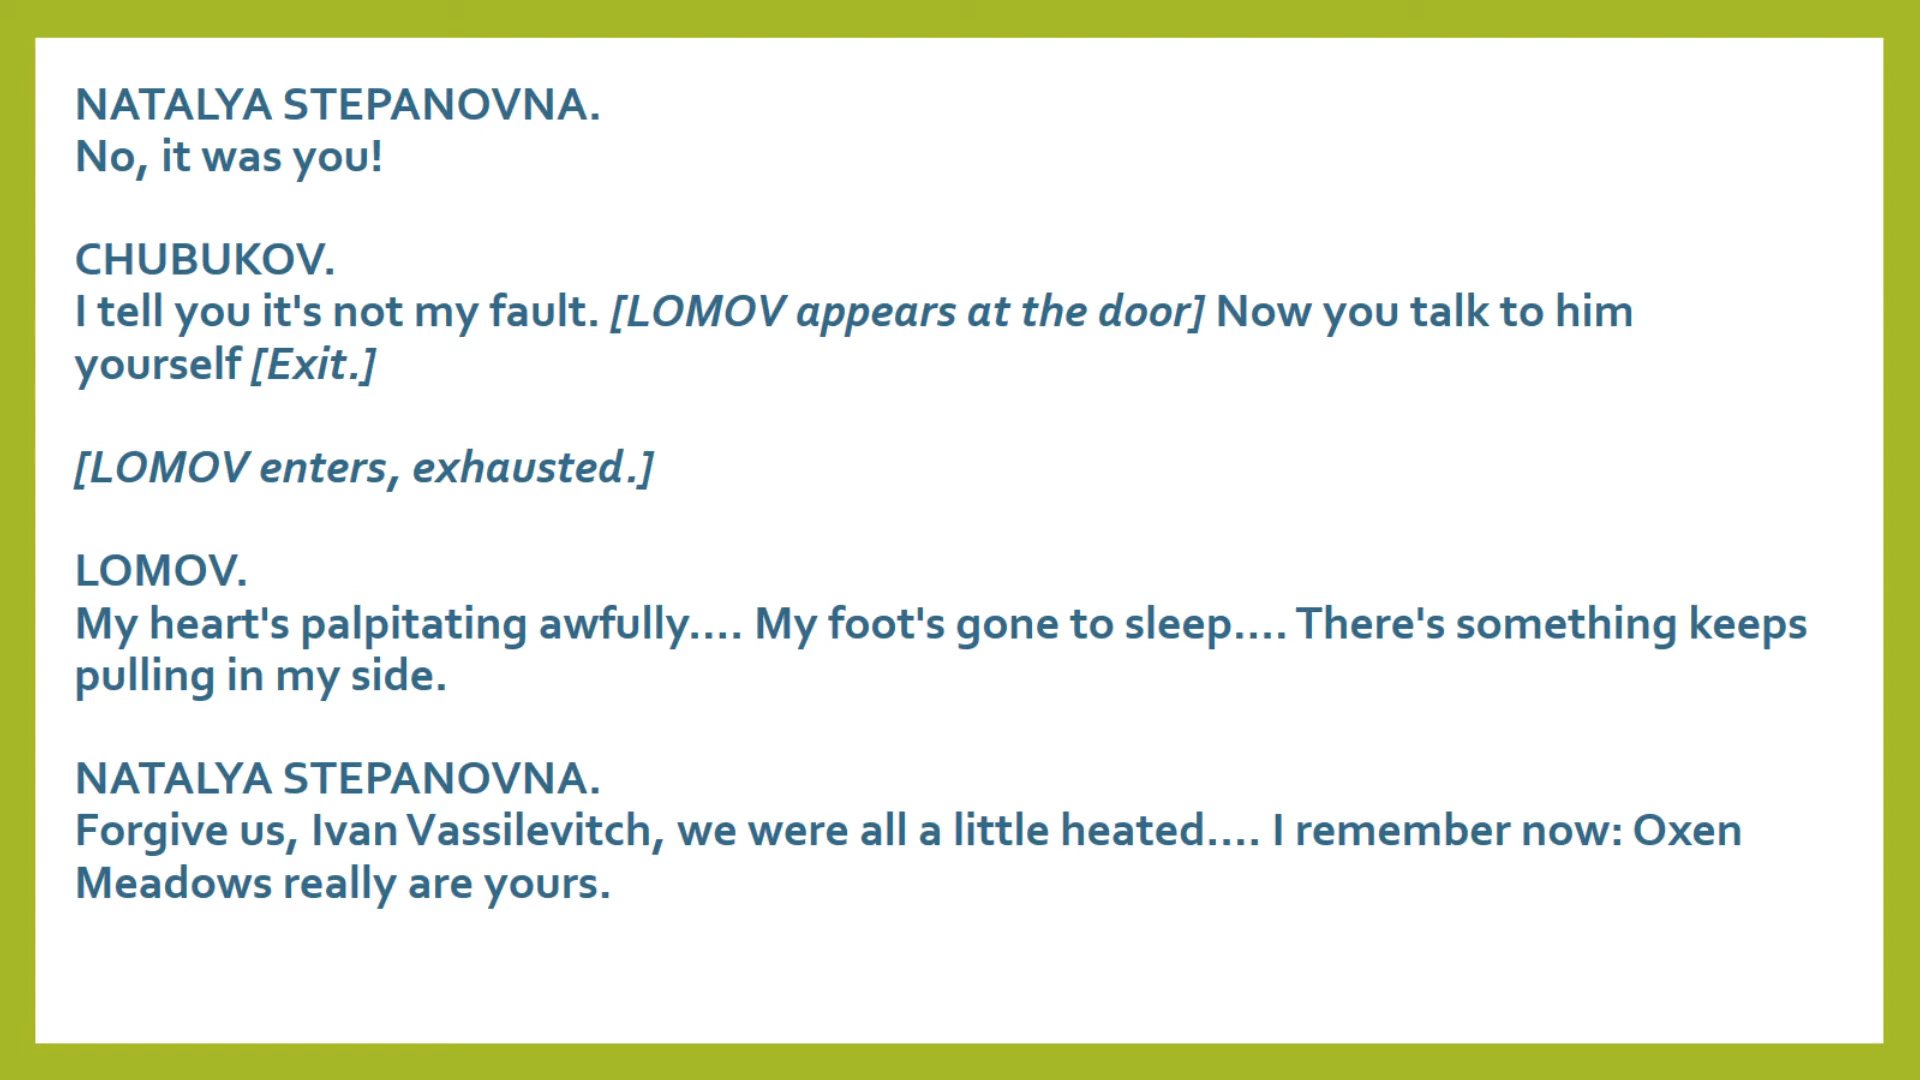 NATALYA STEPANOVNA.
No, it was you!
CHUBUKOV.
I tell you it's not my fault. [LOMOV appears at the door] Now you talk to him
yourself [Exit.]
[LOMOV enters, exhausted.]
LOMOV.
My heart's palpitating awfully.... My foot's gone to sleep.... There's something keeps
pulling in my side.
NATALYA STEPANOVNA.
Forgive us, Ivan Vassilevitch, we were all a little heated.... I remember now: Oxen
Meadows really are yours.